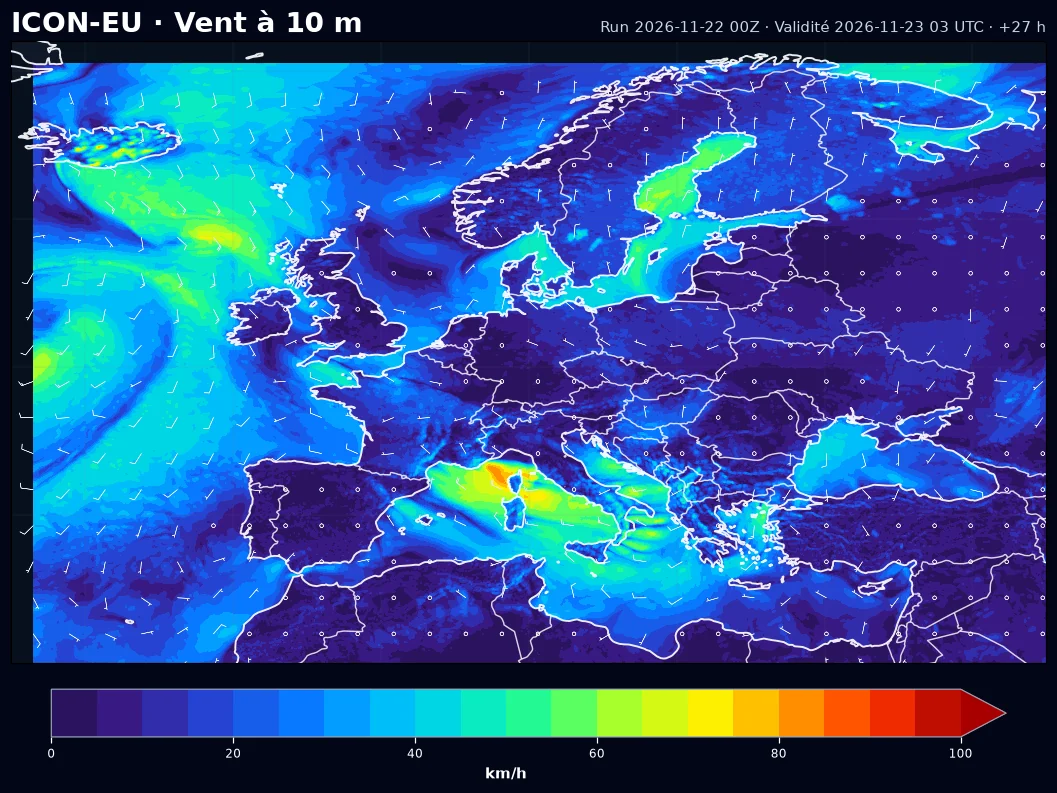 ICON-EU · Vent à 10 m
Run 2026-11-22 00Z · Validité 2026-11-23 03 UTC · +27 h
0 20 40 60 80 100
km/h